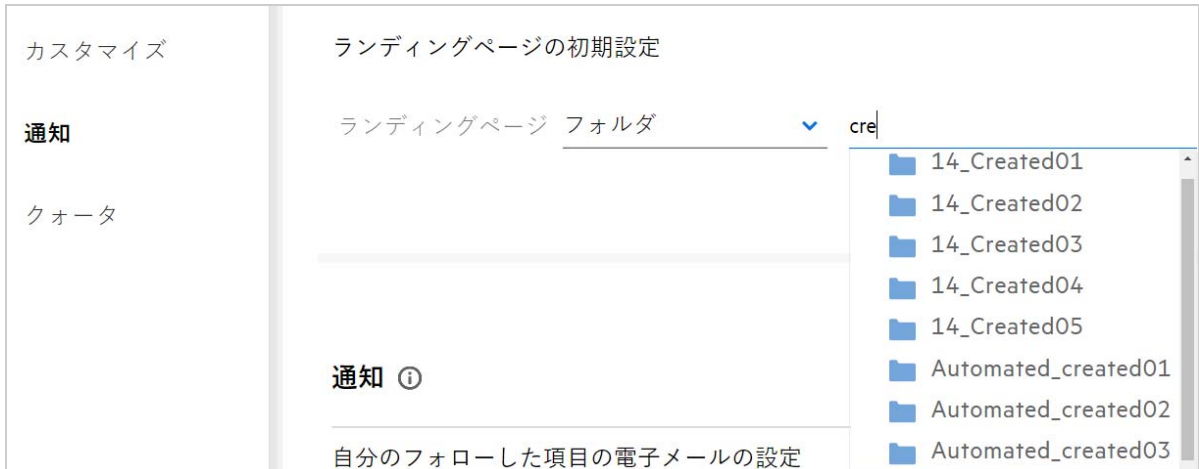 カスタマイズ
通知
クォータ
ランディングページの初期設定
ランディングページ フォルダ cre
14_Created01
14_Created02
14_Created03
14_Created04
14_Created05
Automated_created01
Automated_created02
Automated_created03
通知
自分のフォローした項目の電子メールの設定